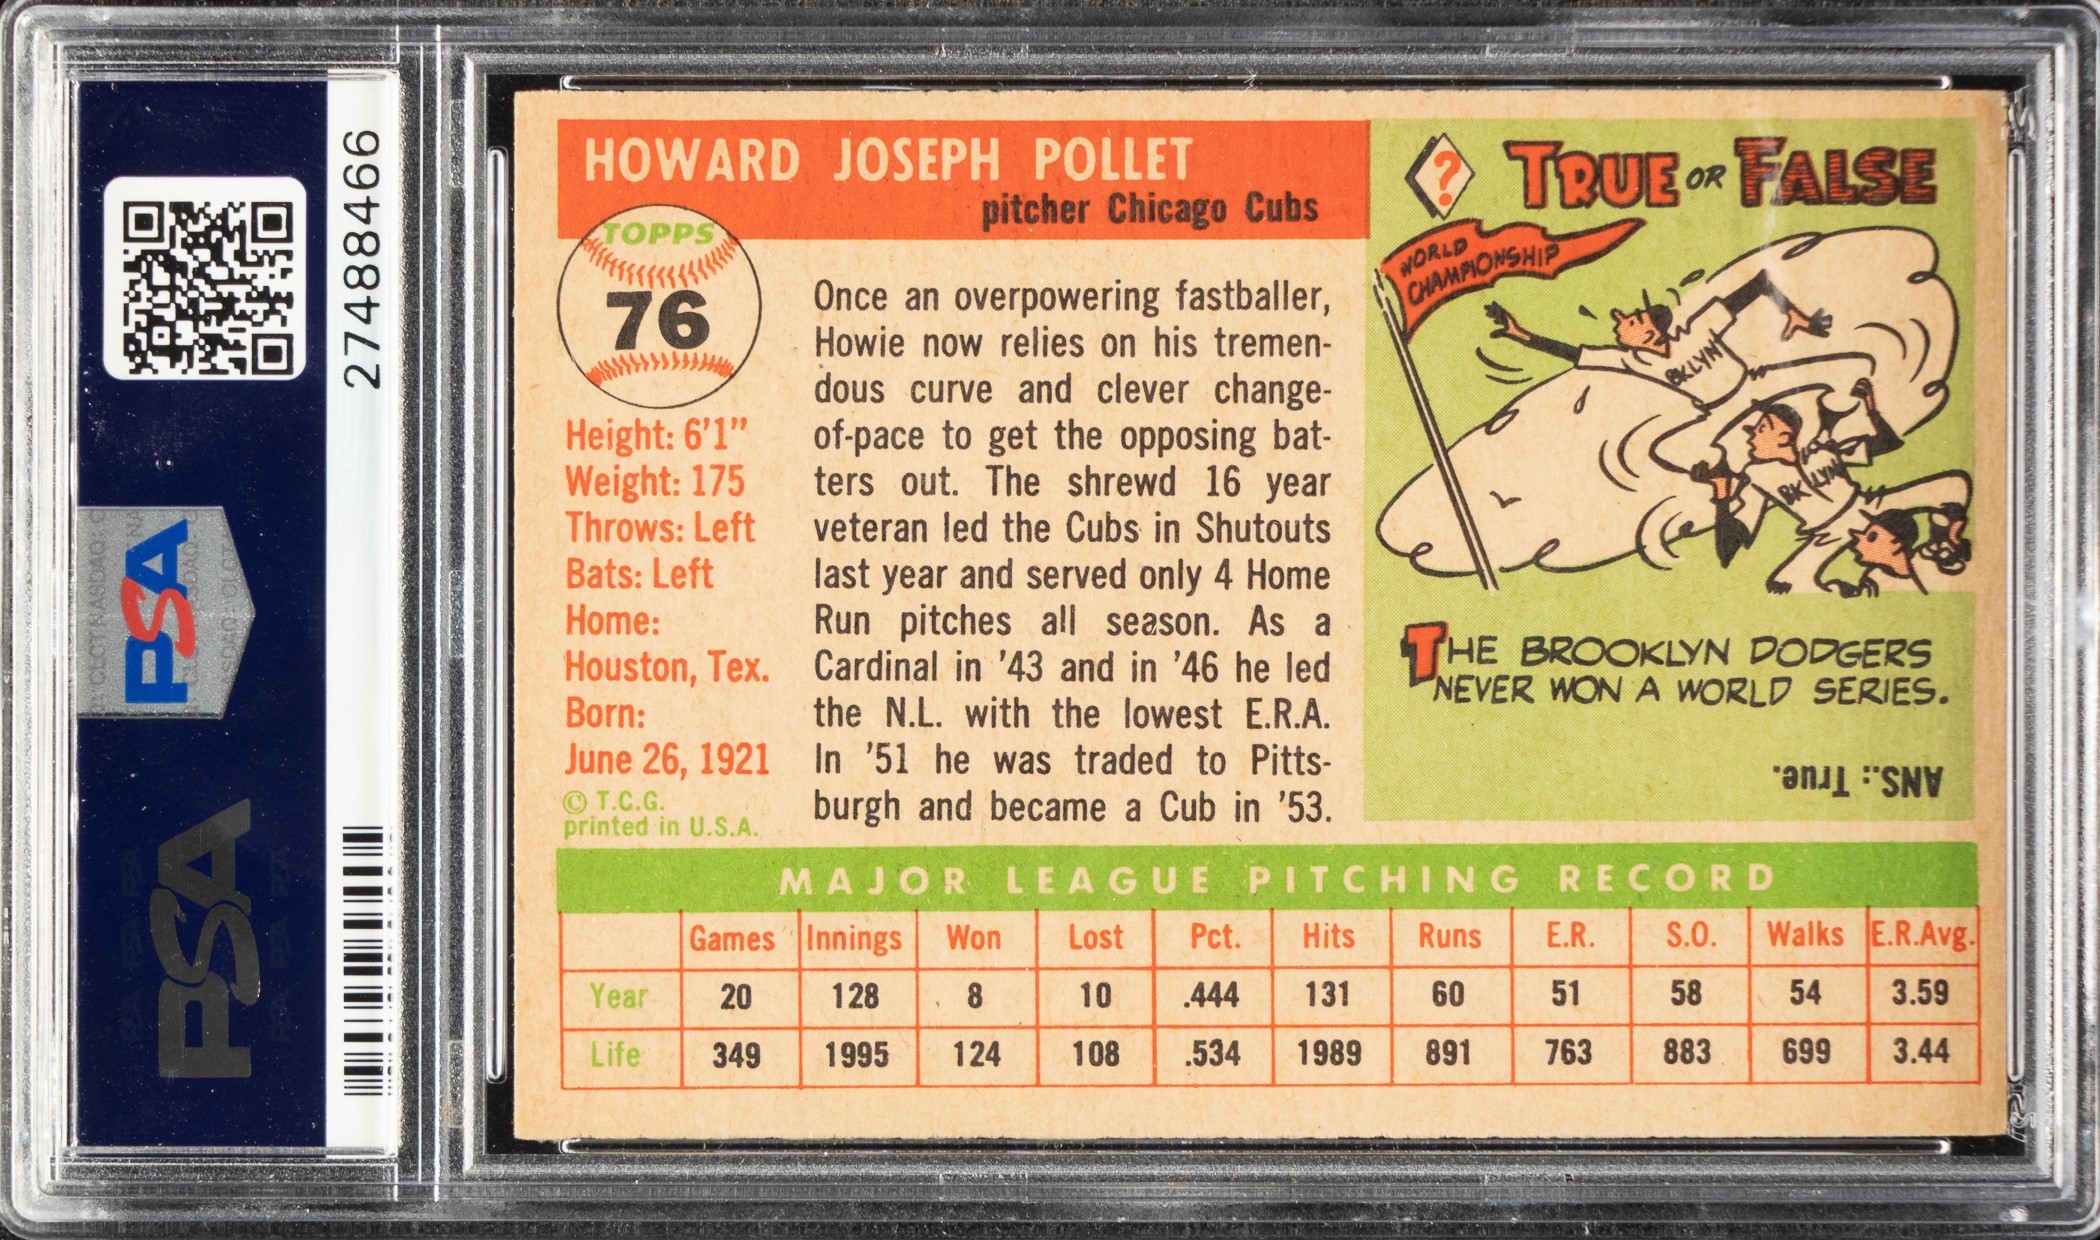 27488466
PSA
PSA
HOWARD JOSEPH POLLET
pitcher Chicago Cubs
TOPPS
76
Height: 6'1"
Weight: 175
Throws: Left
Bats: Left
Home:
Houston, Tex.
Born:
June 26, 1921
© T.C.G.
printed in U.S.A.
Once an overpowering fastballer,
Howie now relies on his tremen-
dous curve and clever change-
of-pace to get the opposing bat-
ters out. The shrewd 16 year
veteran led the Cubs in Shutouts
last year and served only 4 Home
Run pitches all season. As a
Cardinal in '43 and in '46 he led
the N.L. with the lowest E.R.A.
In '51 he was traded to Pitts-
burgh and became a Cub in '53.
? TRUE OR FALSE
WORLD
CHAMPIONSHIP
BKLYN
BKLYN
THE BROOKLYN DODGERS
NEVER WON A WORLD SERIES.
ANS.: True.
MAJOR LEAGUE PITCHING RECORD
Games Innings Won Lost Pct. Hits Runs E.R. S.O. Walks E.R.Avg.
Year 20 128 8 10 .444 131 60 51 58 54 3.59
Life 349 1995 124 108 .534 1989 891 763 883 699 3.44